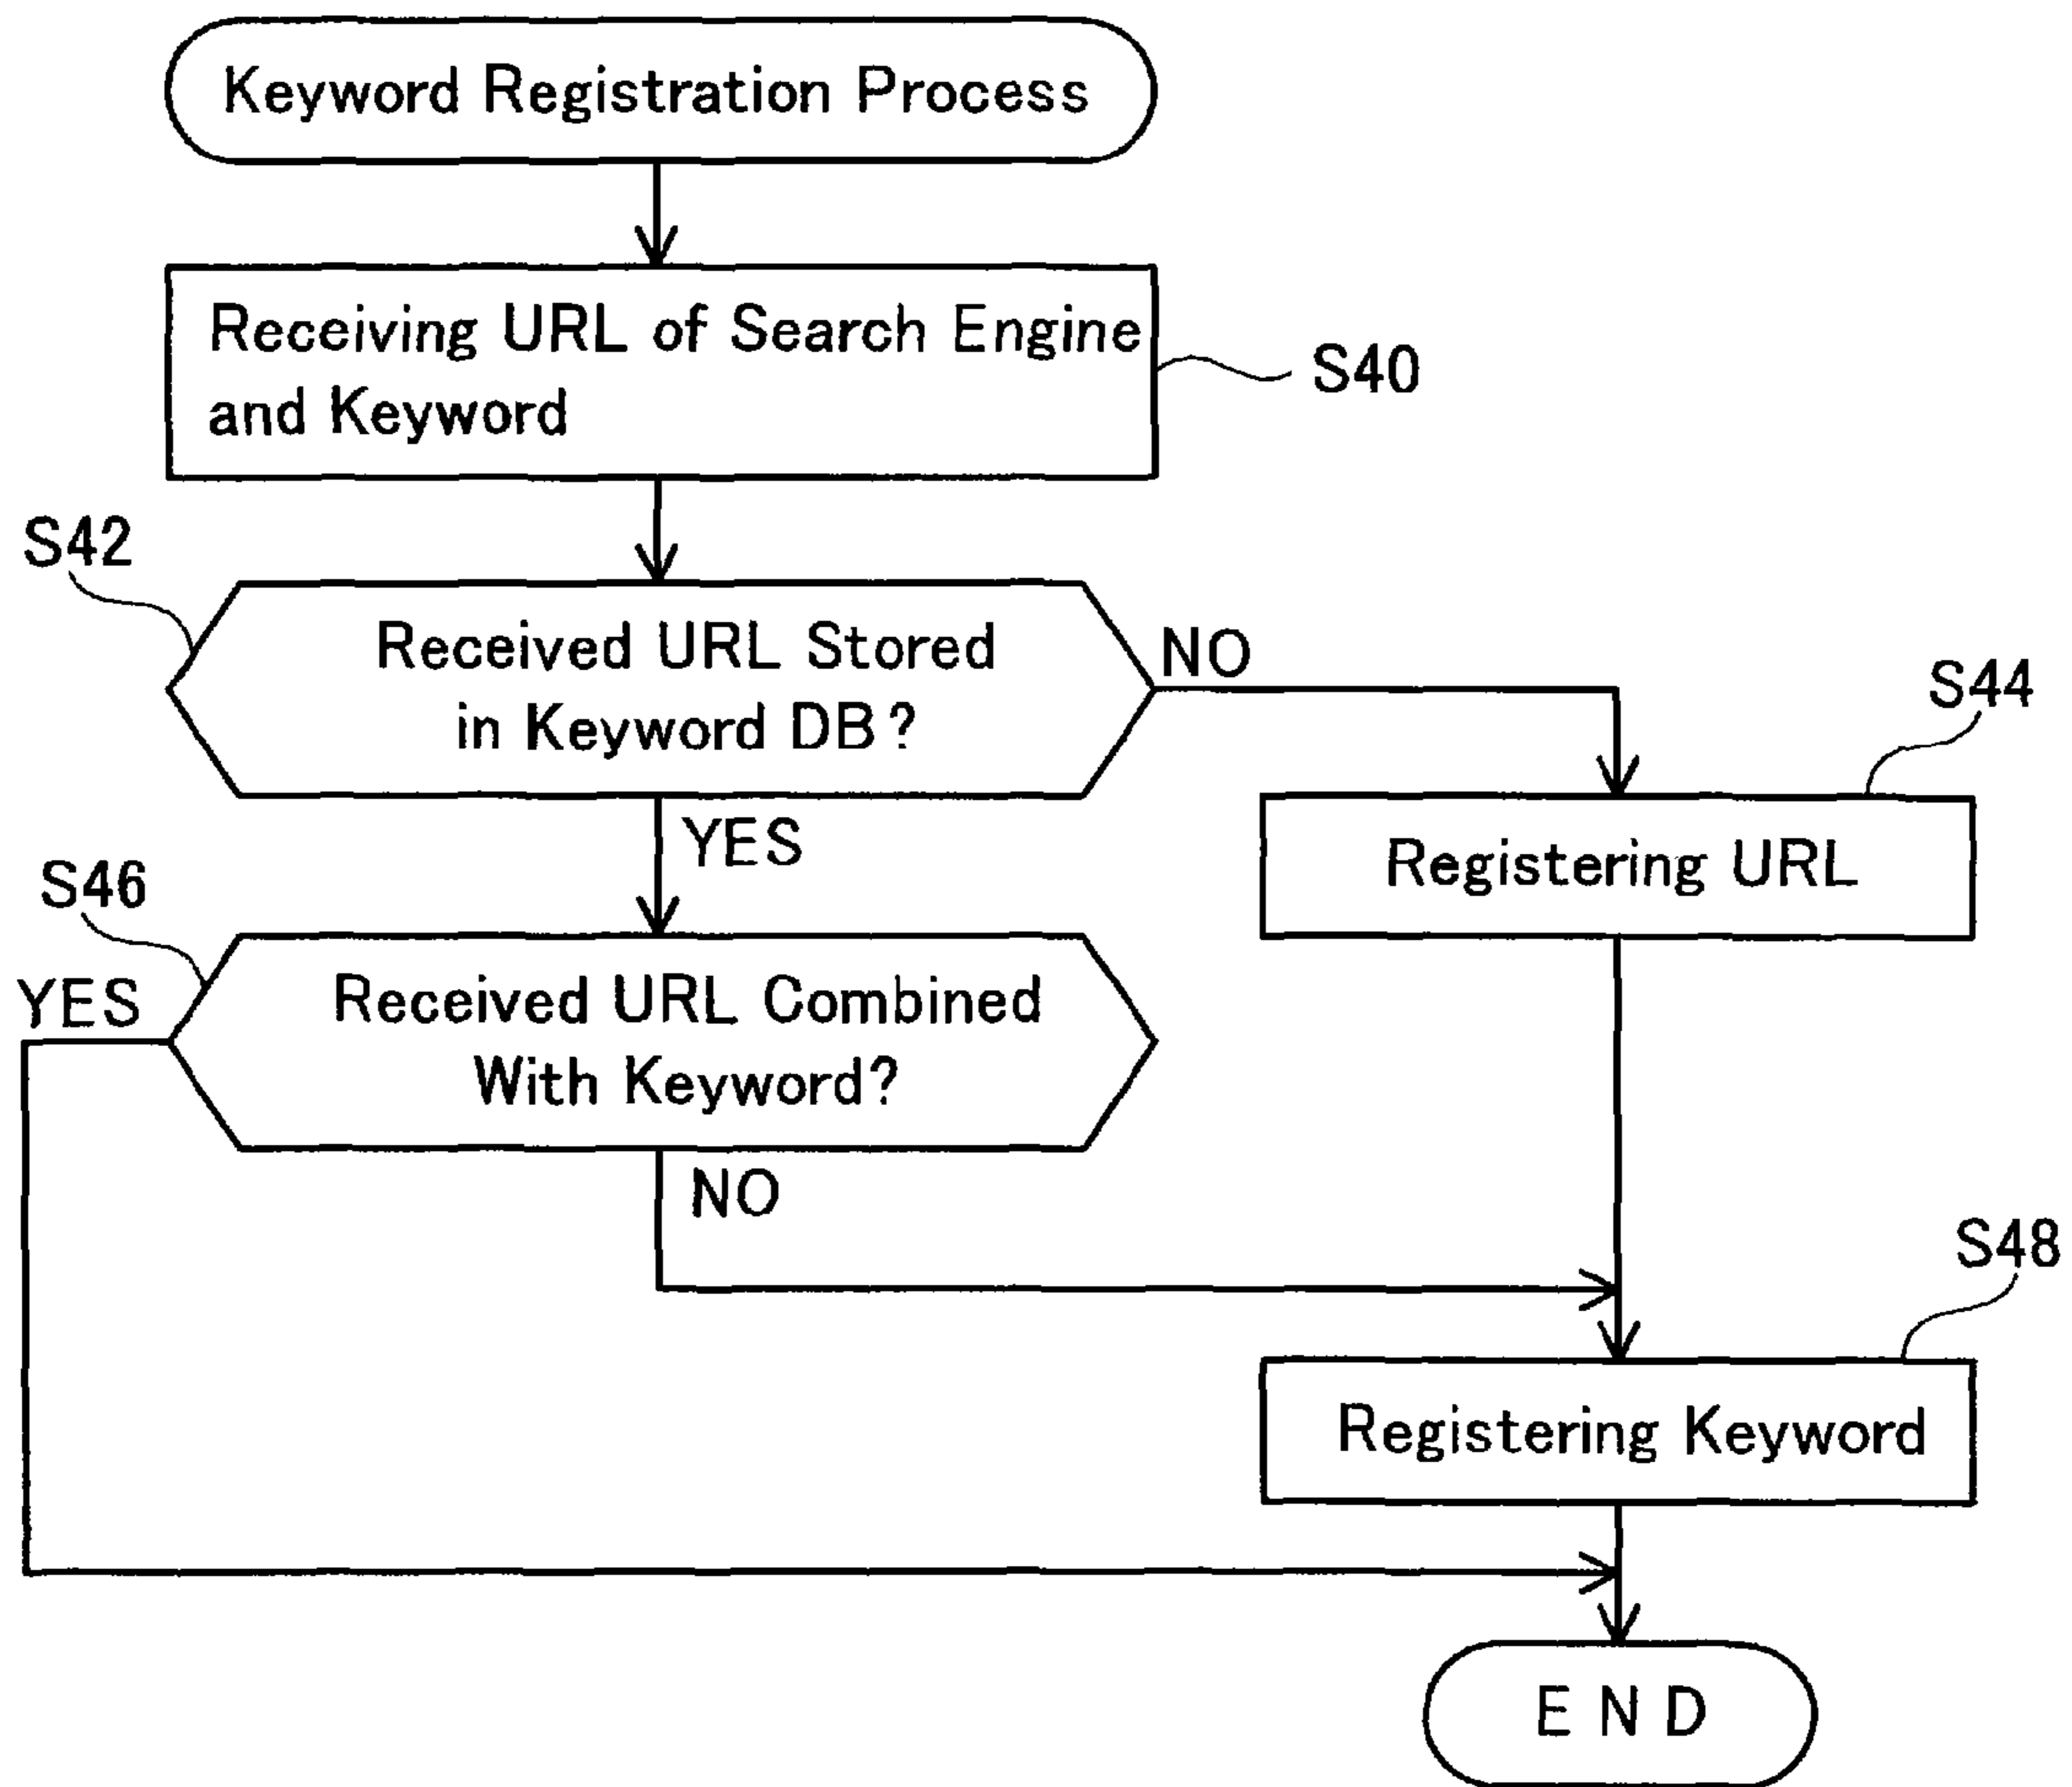 Keyword Registration Process
Receiving URL of Search Engine
and Keyword
S40
S42
Received URL Stored
in Keyword DB?
NO
S44
YES
Registering URL
S46
YES
Received URL Combined
With Keyword?
NO
S48
Registering Keyword
END